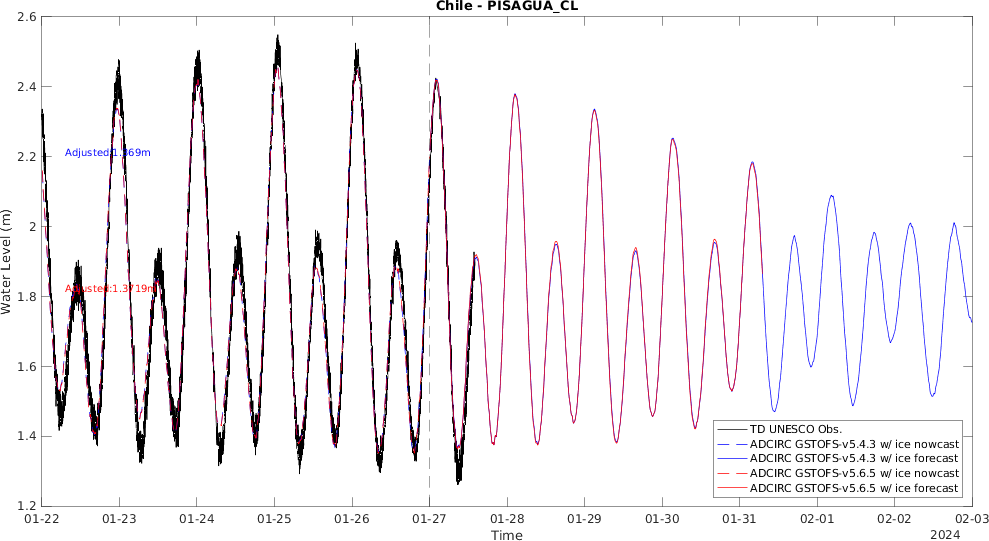 Chile - PISAGUA_CL
2.6
2.4
2.2
2
1.8
1.6
1.4
1.2
Water Level (m)
Adjusted:1.369m
Adjusted:1.3719m
TD UNESCO Obs.
ADCIRC GSTOFS-v5.4.3 w/ ice nowcast
ADCIRC GSTOFS-v5.4.3 w/ ice forecast
ADCIRC GSTOFS-v5.6.5 w/ ice nowcast
ADCIRC GSTOFS-v5.6.5 w/ ice forecast
01-22 01-23 01-24 01-25 01-26 01-27 01-28 01-29 01-30 01-31 02-01 02-02 02-03
Time
2024